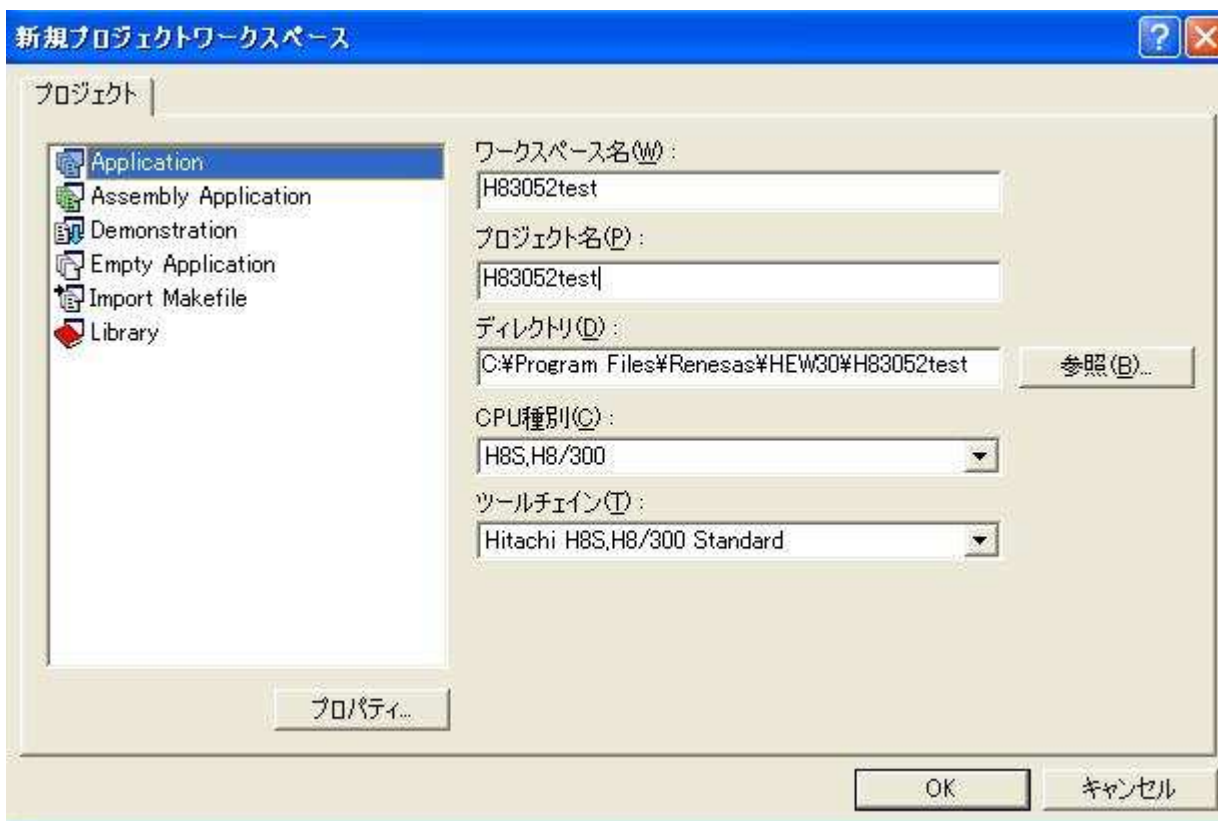 新規プロジェクトワークスペース
プロジェクト
Application
Assembly Application
Demonstration
Empty Application
Import Makefile
Library
プロパティ...
ワークスペース名(W):
H83052test
プロジェクト名(P):
H83052test
ディレクトリ(D):
C:¥Program Files¥Renesas¥HEW30¥H83052test
参照(B)...
CPU種別(C):
H8S,H8/300
ツールチェイン(T):
Hitachi H8S,H8/300 Standard
OK
キャンセル